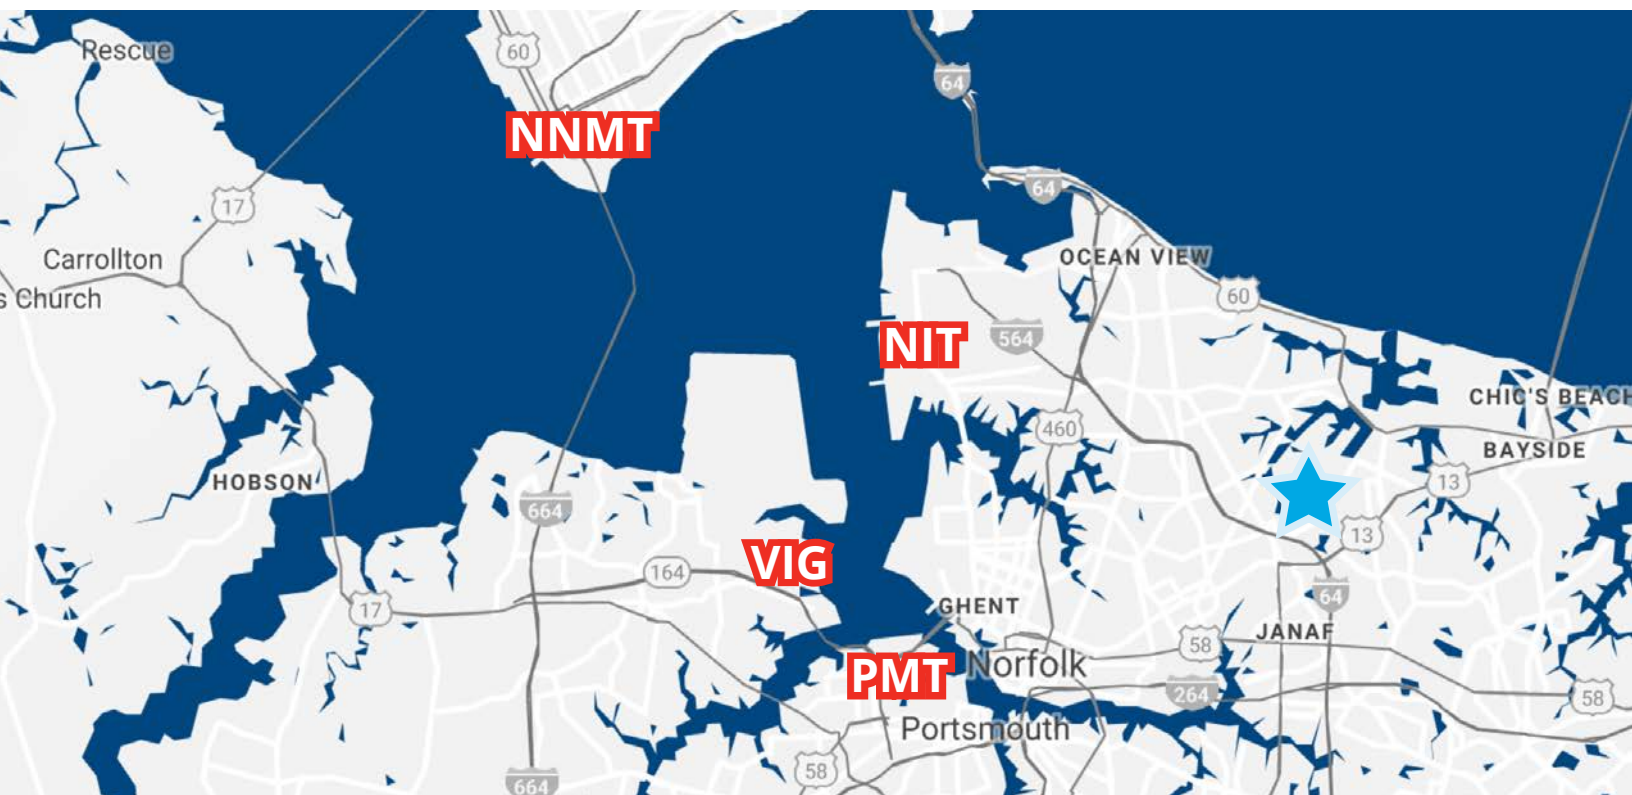 Rescue
60
64
NNMT
64
17
OCEAN VIEW
Carrollton
s Church
60
NIT
564
CHIC'S BEACH
460
BAYSIDE
HOBSON
13
664
13
VIG
164
64
17
GHENT
JANAF
58
Norfolk
PMT
264
58
Portsmouth
58
664